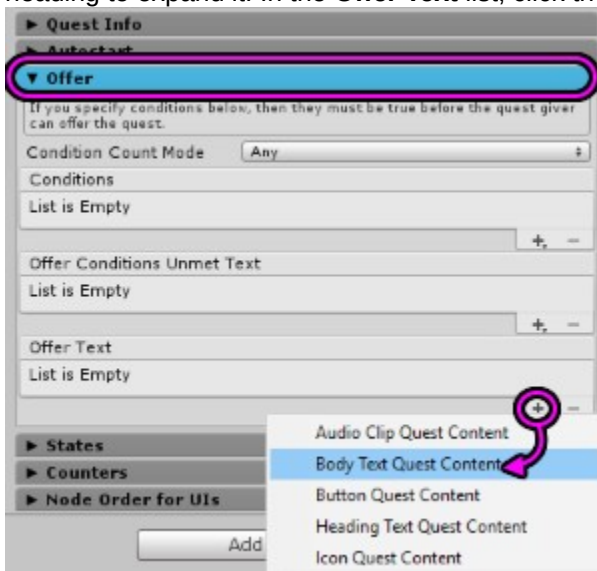 ▶ Quest Info
▶ Autostart
▼ Offer
If you specify conditions below, then they must be true before the quest giver
can offer the quest.
Condition Count Mode Any
Conditions
List is Empty
+, −
Offer Conditions Unmet Text
List is Empty
+, −
Offer Text
List is Empty
+ −
▶ States
▶ Counters
▶ Node Order for UIs
Add
Audio Clip Quest Content
Body Text Quest Content
Button Quest Content
Heading Text Quest Content
Icon Quest Content